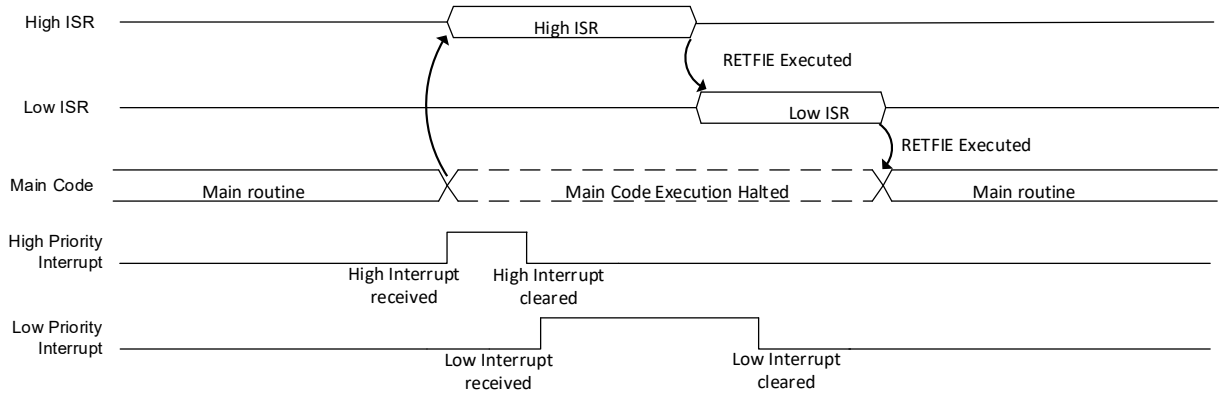 High ISR
High ISR
RETFIE Executed
Low ISR
Low ISR
RETFIE Executed
Main Code
Main routine
Main Code Execution Halted
Main routine
High Priority
Interrupt
High Interrupt
received
High Interrupt
cleared
Low Priority
Interrupt
Low Interrupt
received
Low Interrupt
cleared